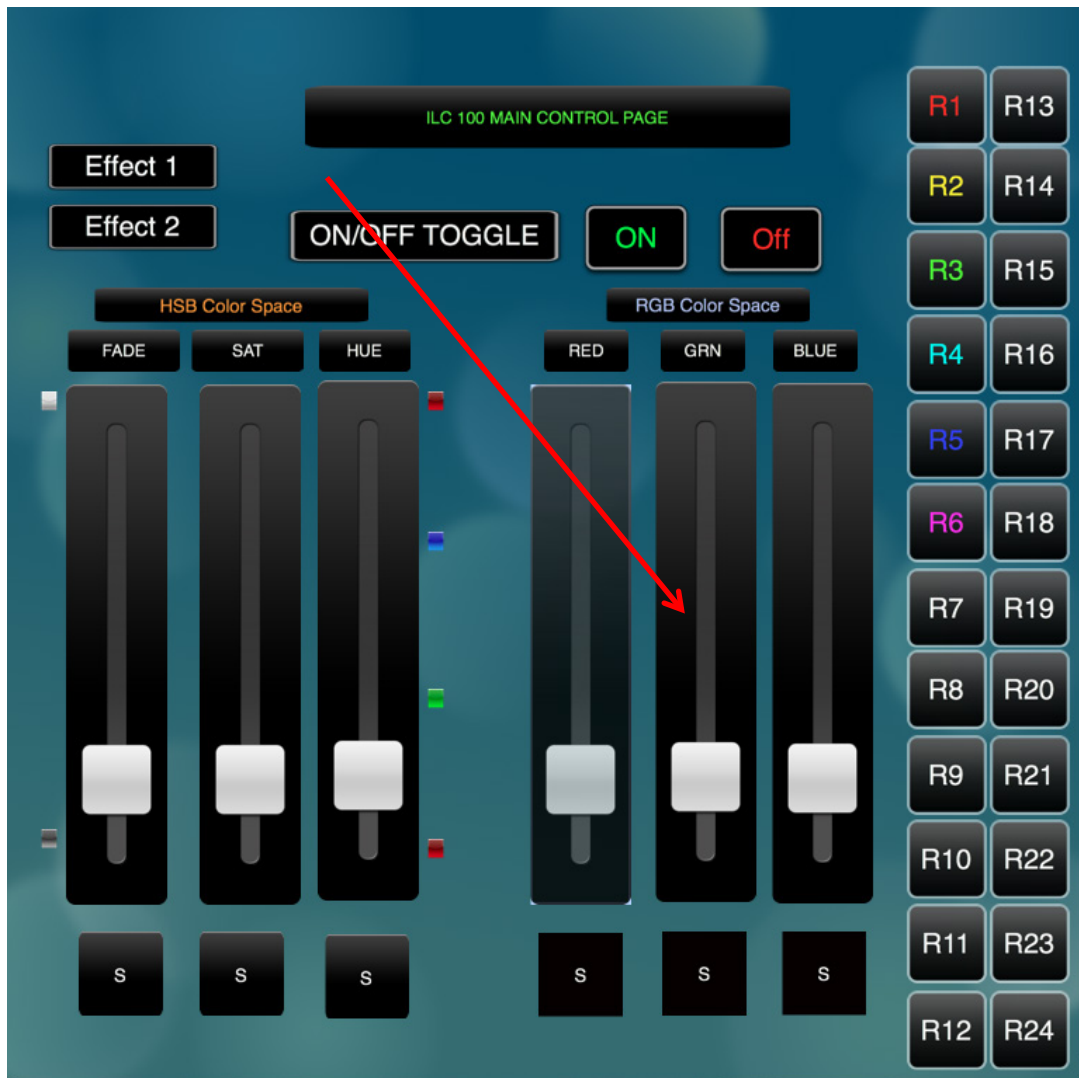 ILC 100 MAIN CONTROL PAGE
Effect 1
Effect 2
ON/OFF TOGGLE
ON
Off
HSB Color Space
RGB Color Space
FADE
SAT
HUE
RED
GRN
BLUE
S
S
S
S
S
S
R1
R13
R2
R14
R3
R15
R4
R16
R5
R17
R6
R18
R7
R19
R8
R20
R9
R21
R10
R22
R11
R23
R12
R24